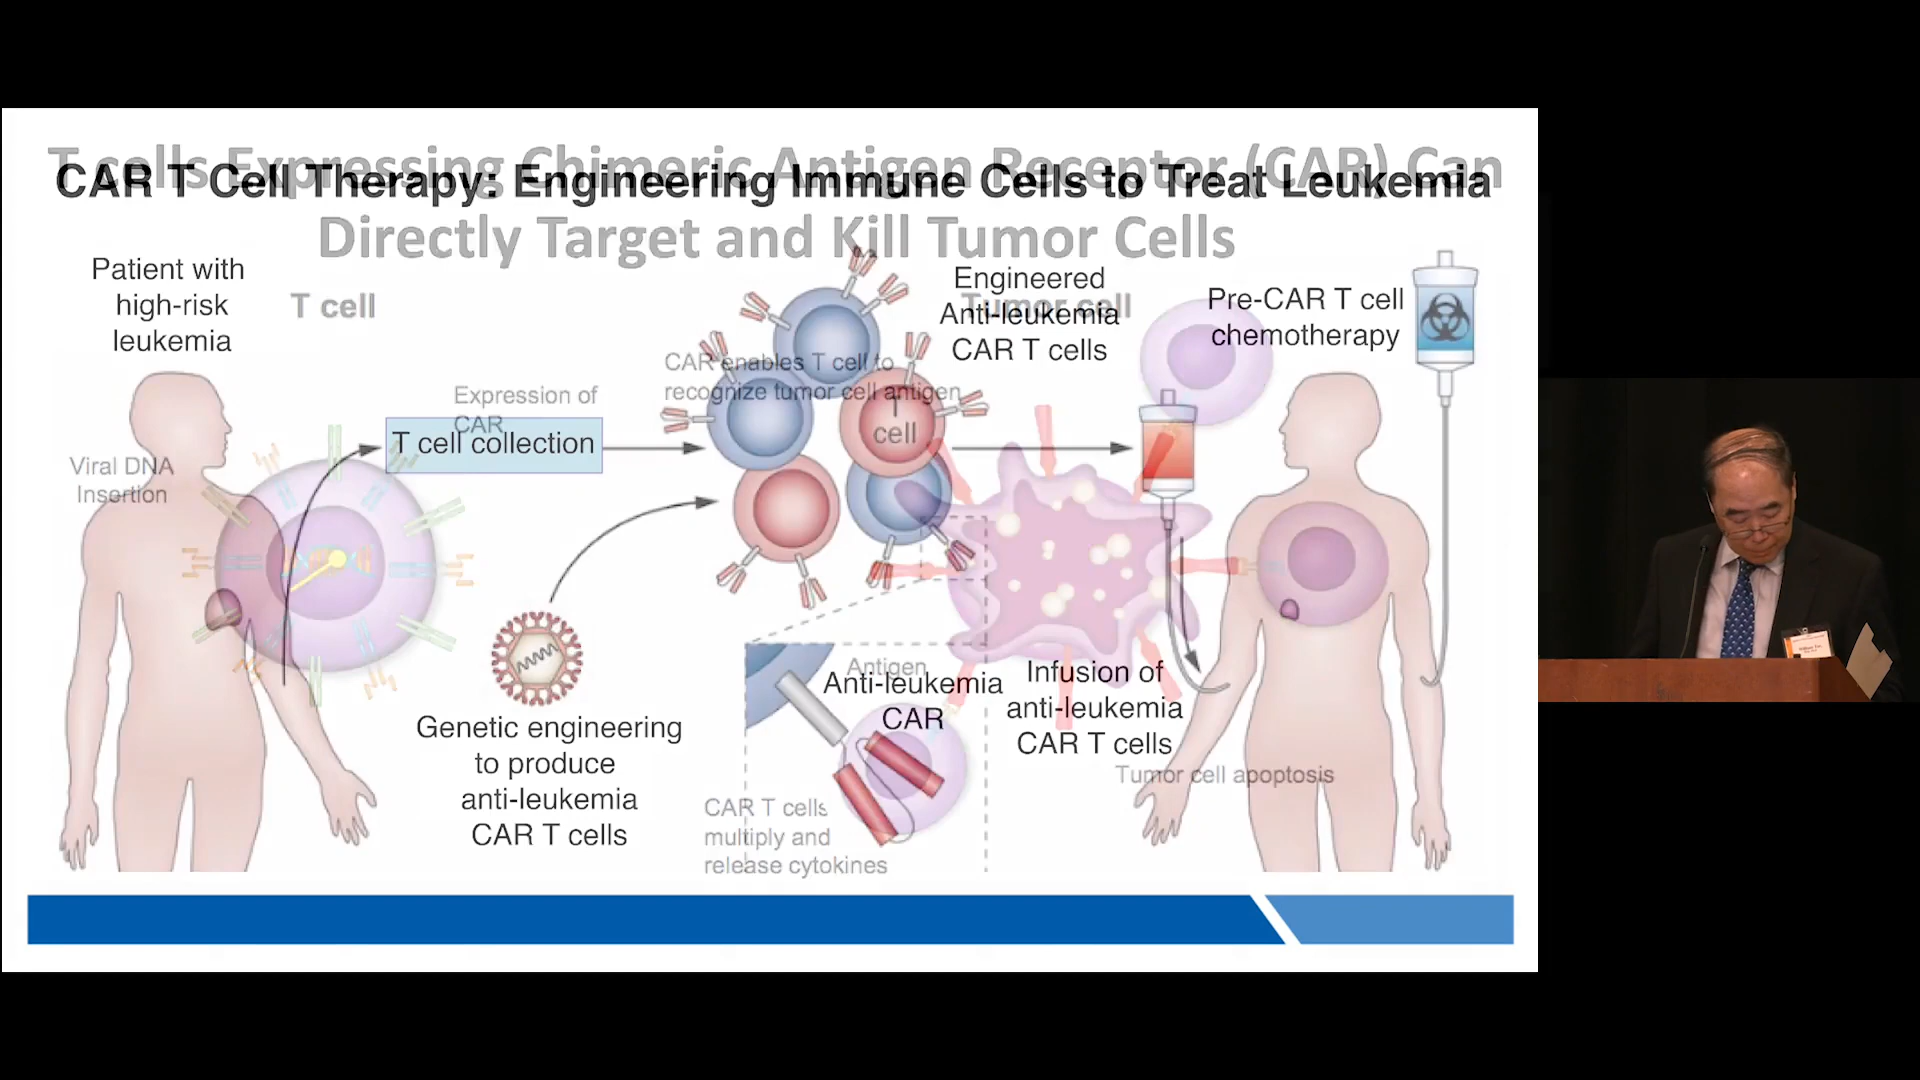 T cells Expressing Chimeric Antigen Receptor (CAR) Can
Directly Target and Kill Tumor Cells
CAR T Cell Therapy: Engineering Immune Cells to Treat Leukemia
Patient with
high-risk
leukemia
T cell
Engineered
Anti-leukemia
CAR T cells
Tumor cell
Pre-CAR T cell
chemotherapy
CAR enables T cell to
recognize tumor cell antigen
Expression of
CAR
T cell collection
T
cell
Viral DNA
Insertion
Antigen
Anti-leukemia
CAR
Infusion of
anti-leukemia
CAR T cells
Genetic engineering
to produce
anti-leukemia
CAR T cells
Tumor cell apoptosis
CAR T cells
multiply and
release cytokines